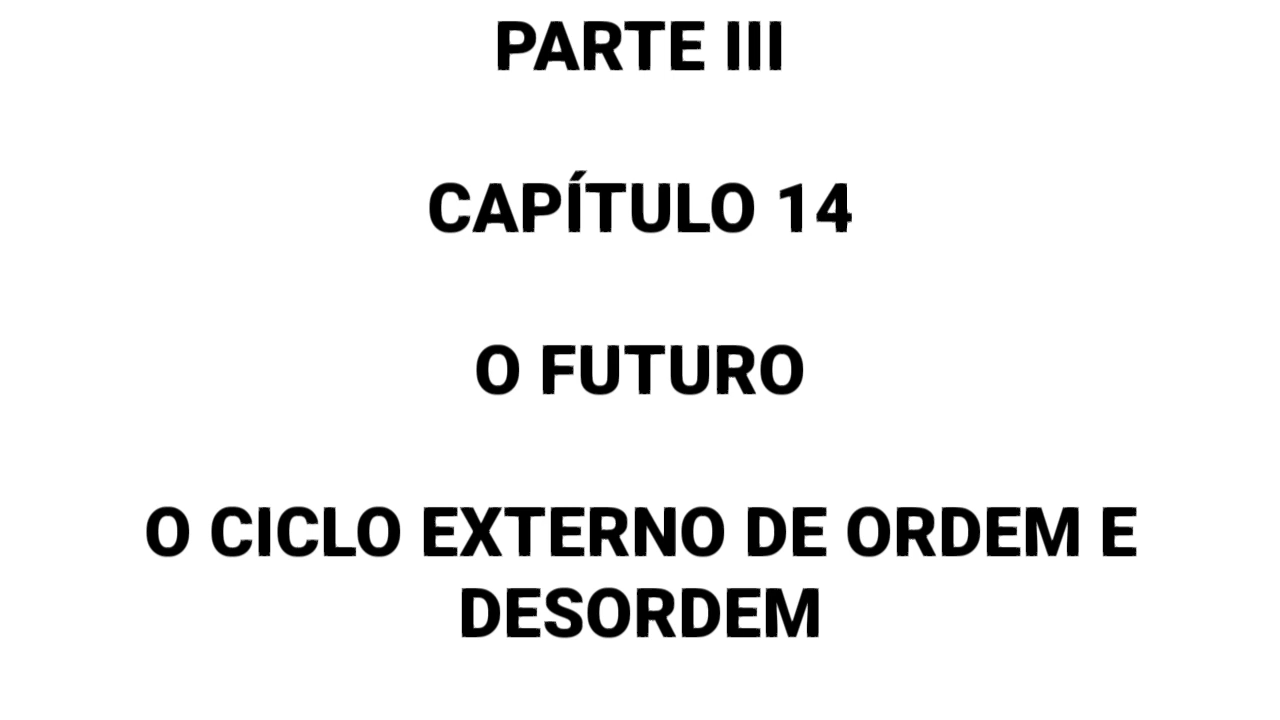 PARTE III
CAPÍTULO 14
O FUTURO
O CICLO EXTERNO DE ORDEM E
DESORDEM